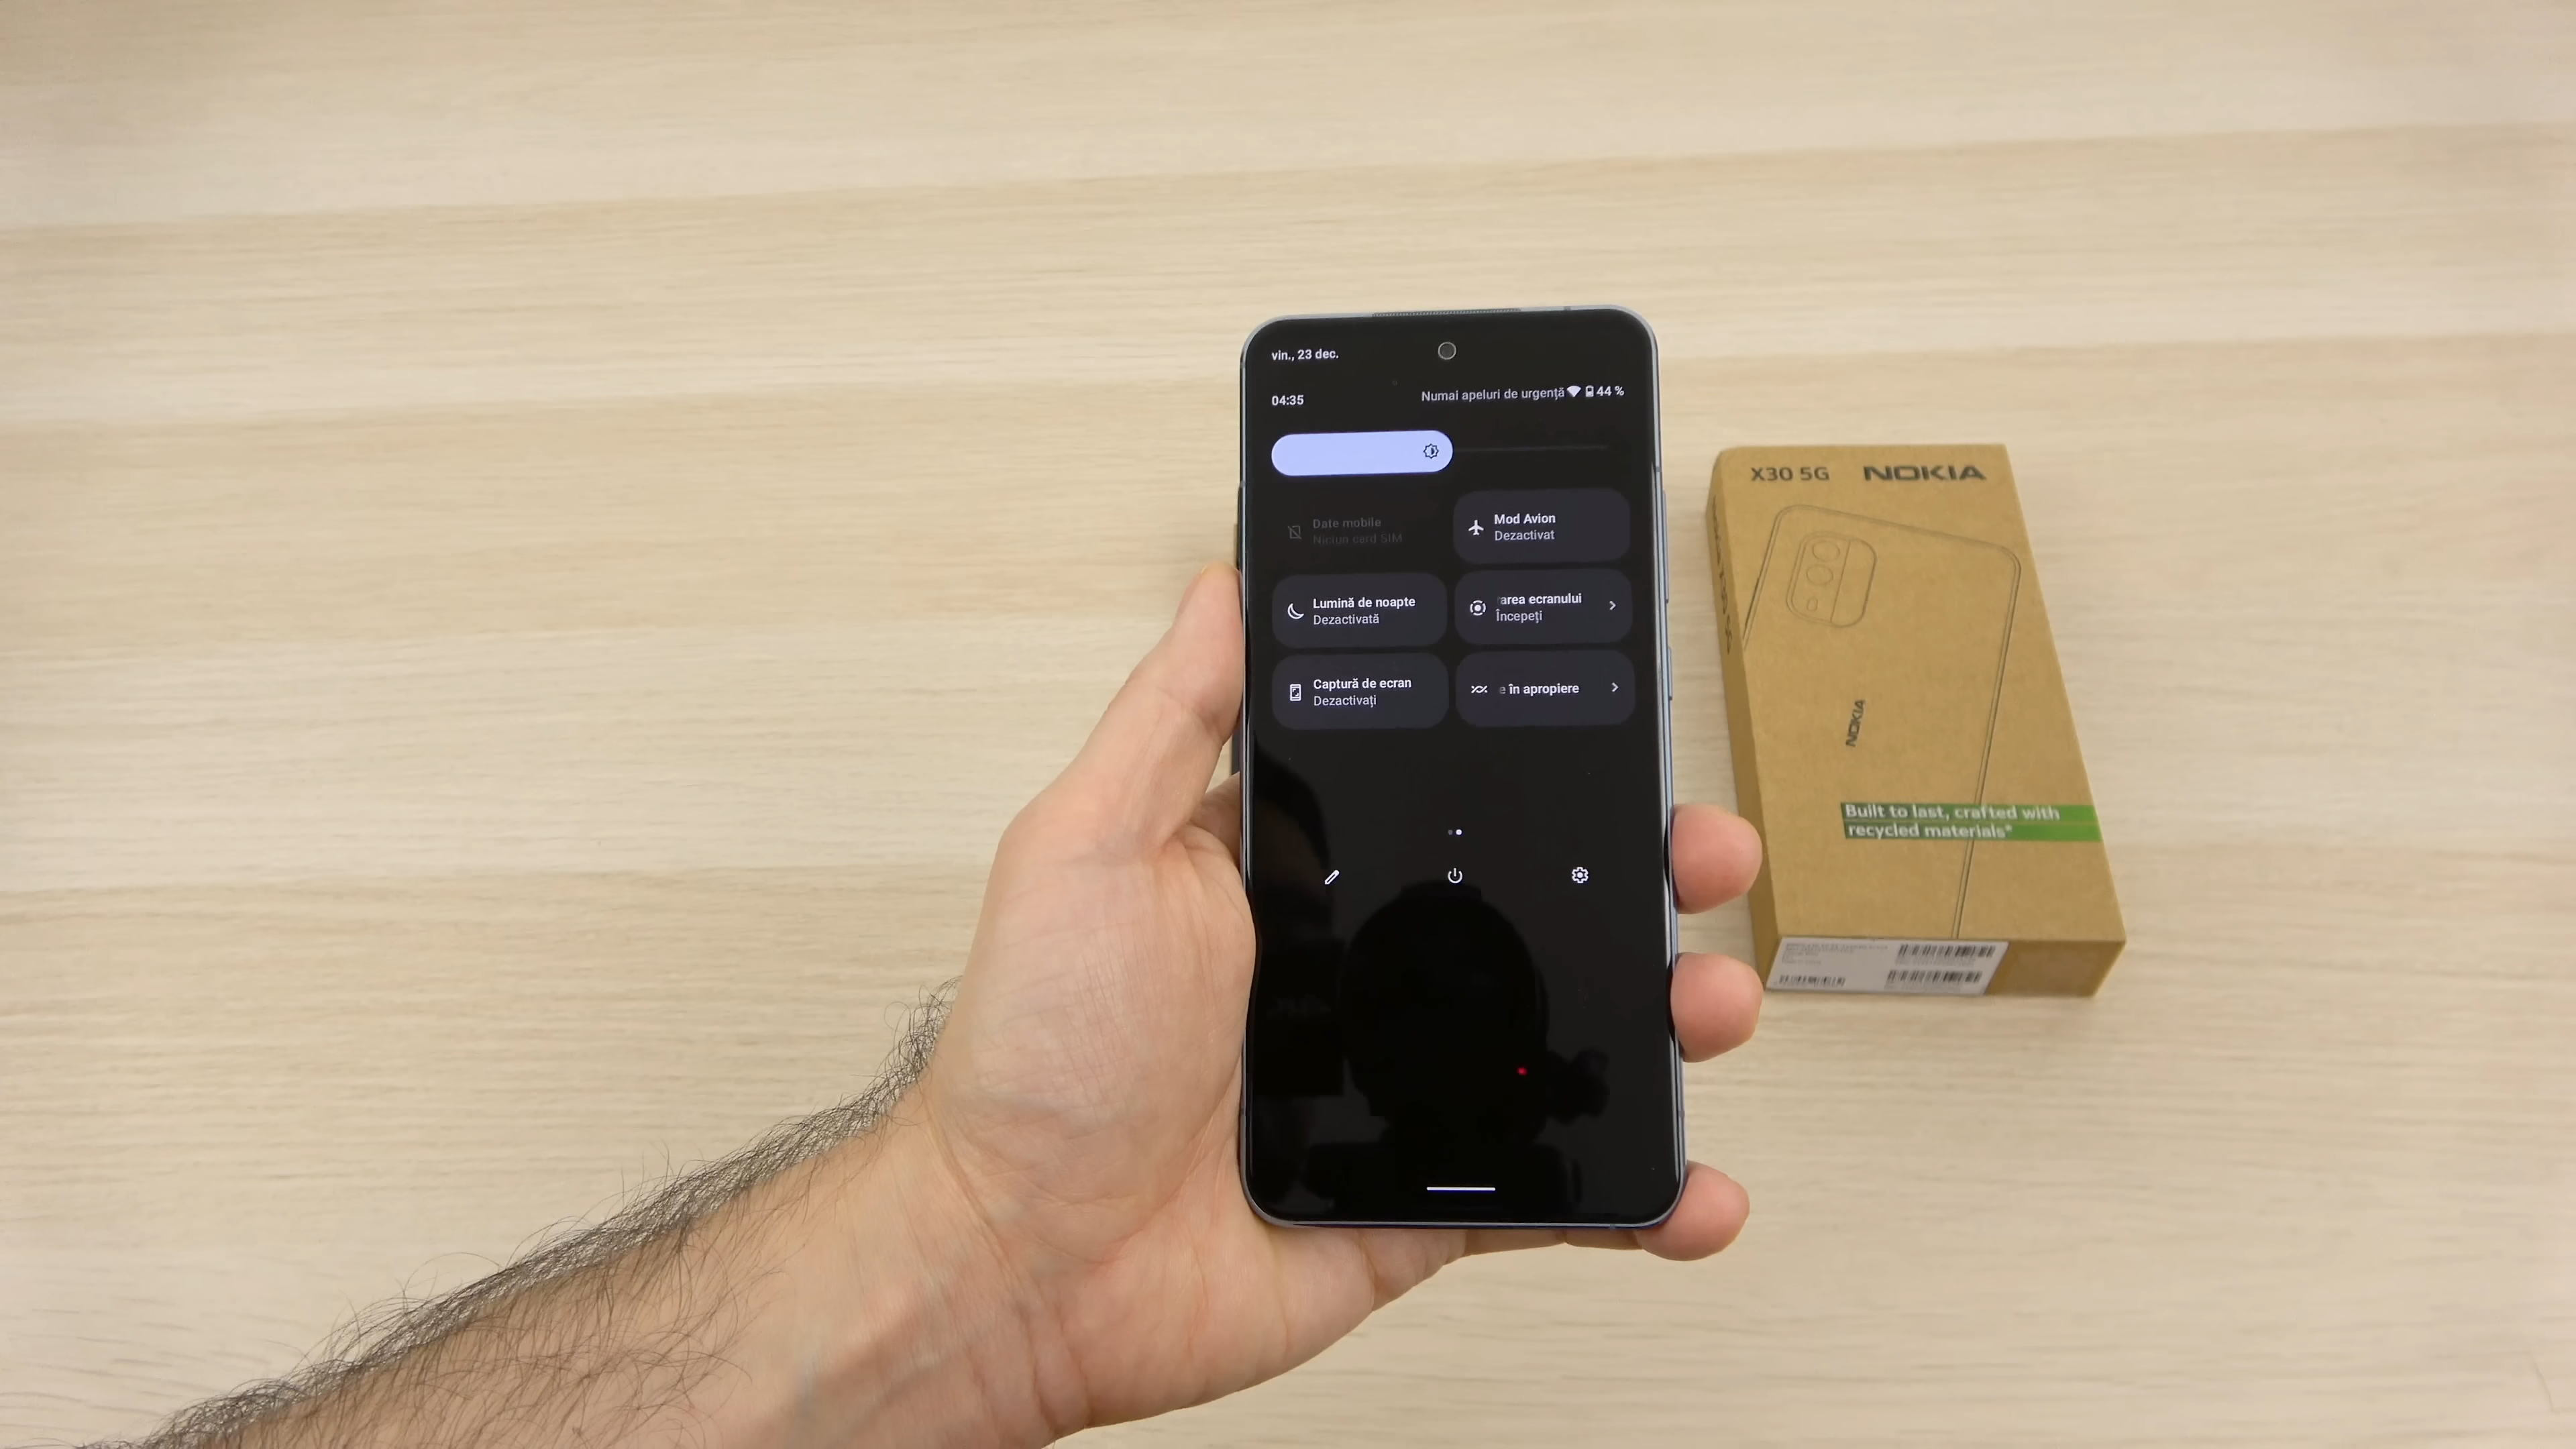 vin., 23 dec.
04:35
Numai apeluri de urgență 44 %
Date mobile
Niciun card SIM
Mod Avion
Dezactivat
Lumină de noapte
Dezactivată
area ecranului
Începeți
Captură de ecran
Dezactivați
e în apropiere
X30 5G NOKIA
NOKIA
Built to last, crafted with
recycled materials*